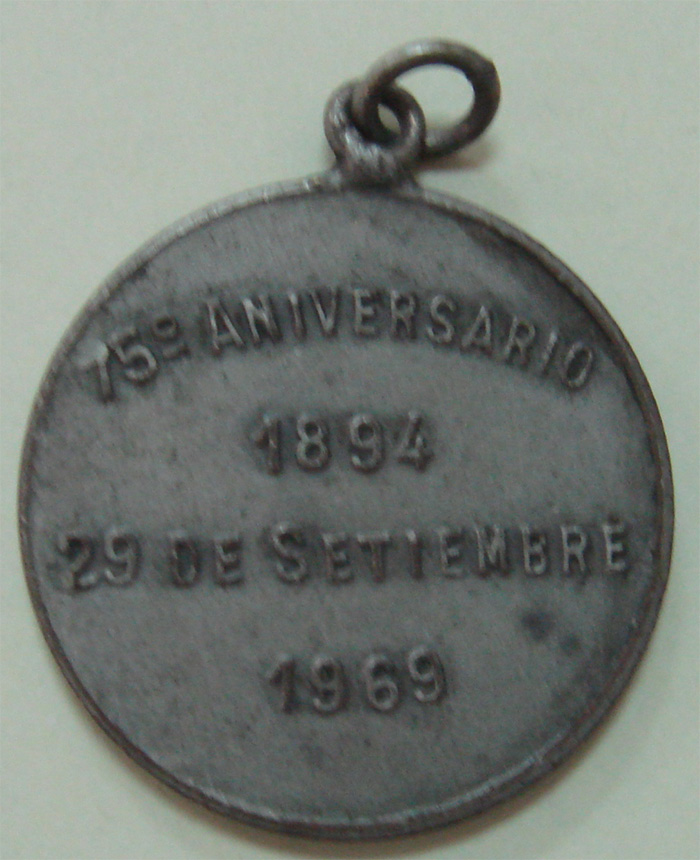 75º ANIVERSARIO
1894
29 DE SETIEMBRE
1969